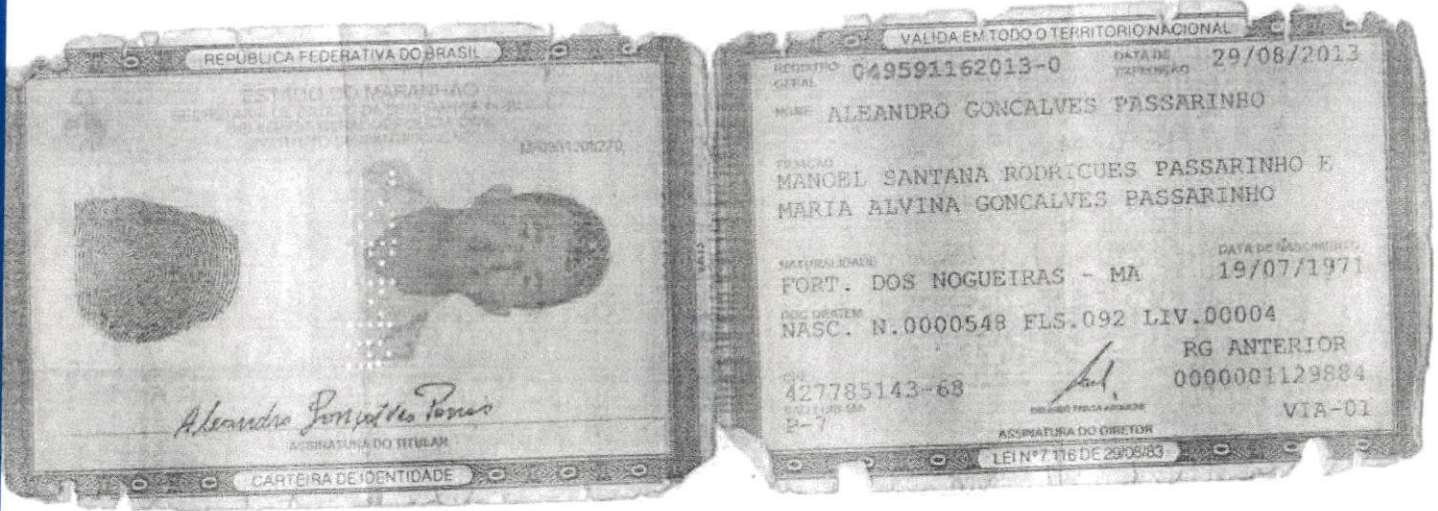 REPÚBLICA FEDERATIVA DO BRASIL
ESTADO DO MARANHAO
Aleandro Gonçalves Passa
ASSINATURA DO TITULAR
CARTEIRA DE IDENTIDADE
VALIDA EM TODO O TERRITORIO NACIONAL
REGISTRO GERAL 049591162013-0 DATA DE EXPEDIÇÃO 29/08/2013
NOME ALEANDRO GONCALVES PASSARINHO
FILIAÇÃO
MANOEL SANTANA RODRIGUES PASSARINHO E
MARIA ALVINA GONCALVES PASSARINHO
NATURALIDADE DATA DE NASCIMENTO
FORT. DOS NOGUEIRAS - MA 19/07/1971
DOC ORIGEM
NASC. N.0000548 FLS.092 LIV.00004
RG ANTERIOR
CPF 427785143-68 0000001129884
P-7 VIA-01
ASSINATURA DO DIRETOR
LEI Nº 7.116 DE 29/08/83